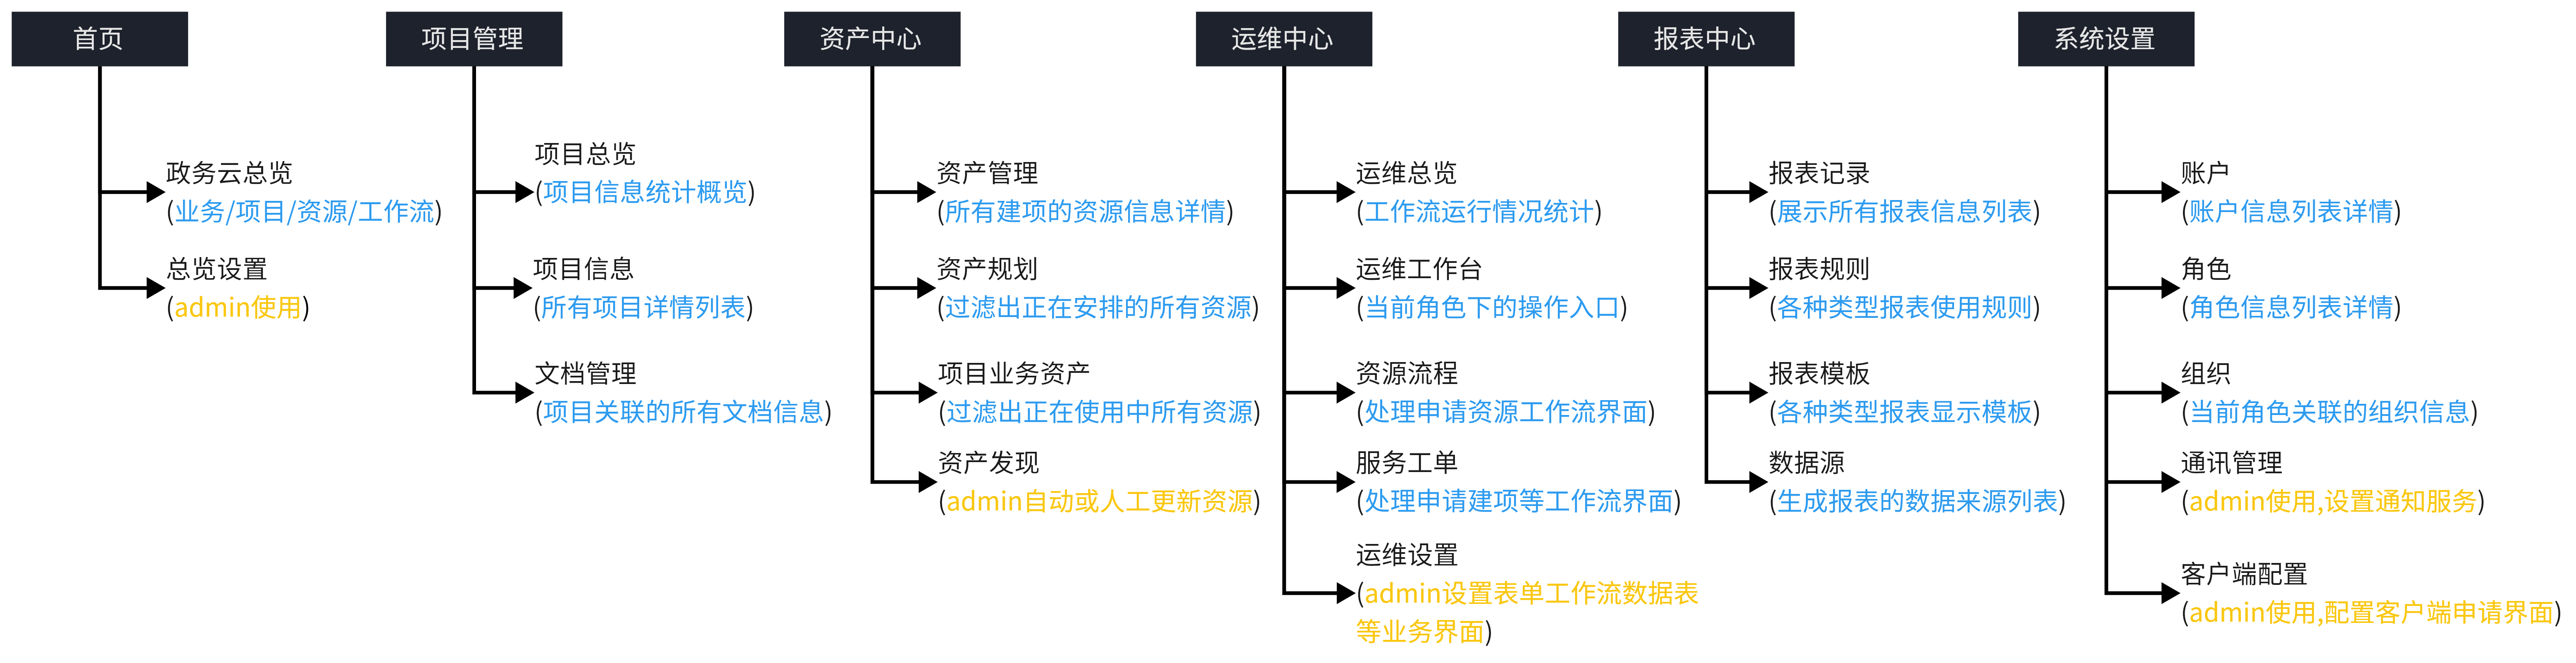 首页
政务云总览
(业务/项目/资源/工作流)
总览设置
(admin使用)
项目管理
项目总览
(项目信息统计概览)
项目信息
(所有项目详情列表)
文档管理
(项目关联的所有文档信息)
资产中心
资产管理
(所有建项的资源信息详情)
资产规划
(过滤出正在安排的所有资源)
项目业务资产
(过滤出正在使用中所有资源)
资产发现
(admin自动或人工更新资源)
运维中心
运维总览
(工作流运行情况统计)
运维工作台
(当前角色下的操作入口)
资源流程
(处理申请资源工作流界面)
服务工单
(处理申请建项等工作流界面)
运维设置
(admin设置表单工作流数据表
等业务界面)
报表中心
报表记录
(展示所有报表信息列表)
报表规则
(各种类型报表使用规则)
报表模板
(各种类型报表显示模板)
数据源
(生成报表的数据来源列表)
系统设置
账户
(账户信息列表详情)
角色
(角色信息列表详情)
组织
(当前角色关联的组织信息)
通讯管理
(admin使用,设置通知服务)
客户端配置
(admin使用,配置客户端申请界面)